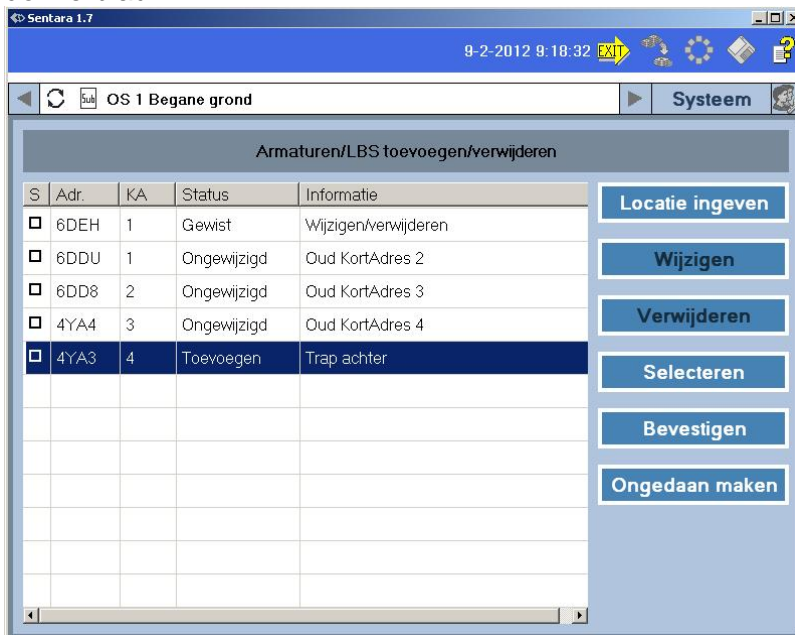 Sentara 1.7
9-2-2012 9:18:32 EXIT
Sub OS 1 Begane grond Systeem
Armaturen/LBS toevoegen/verwijderen
S Adr. KA Status Informatie
6DEH 1 Gewist Wijzigen/verwijderen
6DDU 1 Ongewijzigd Oud KortAdres 2
6DD8 2 Ongewijzigd Oud KortAdres 3
4YA4 3 Ongewijzigd Oud KortAdres 4
4YA3 4 Toevoegen Trap achter
Locatie ingeven
Wijzigen
Verwijderen
Selecteren
Bevestigen
Ongedaan maken